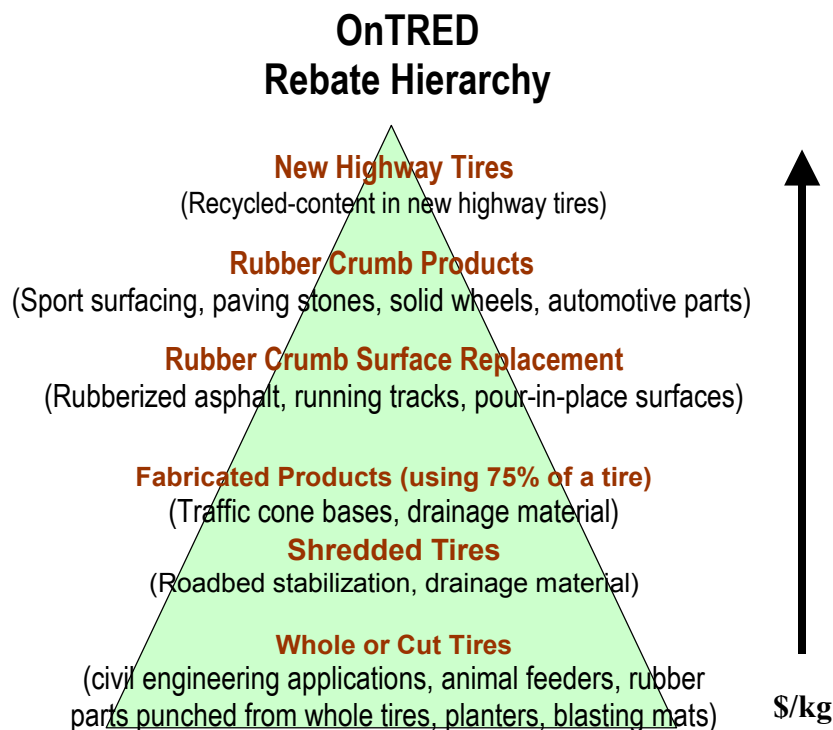 OnTRED
Rebate Hierarchy
New Highway Tires
(Recycled-content in new highway tires)
Rubber Crumb Products
(Sport surfacing, paving stones, solid wheels, automotive parts)
Rubber Crumb Surface Replacement
(Rubberized asphalt, running tracks, pour-in-place surfaces)
Fabricated Products (using 75% of a tire)
(Traffic cone bases, drainage material)
Shredded Tires
(Roadbed stabilization, drainage material)
Whole or Cut Tires
(civil engineering applications, animal feeders, rubber
parts punched from whole tires, planters, blasting mats)
$/kg